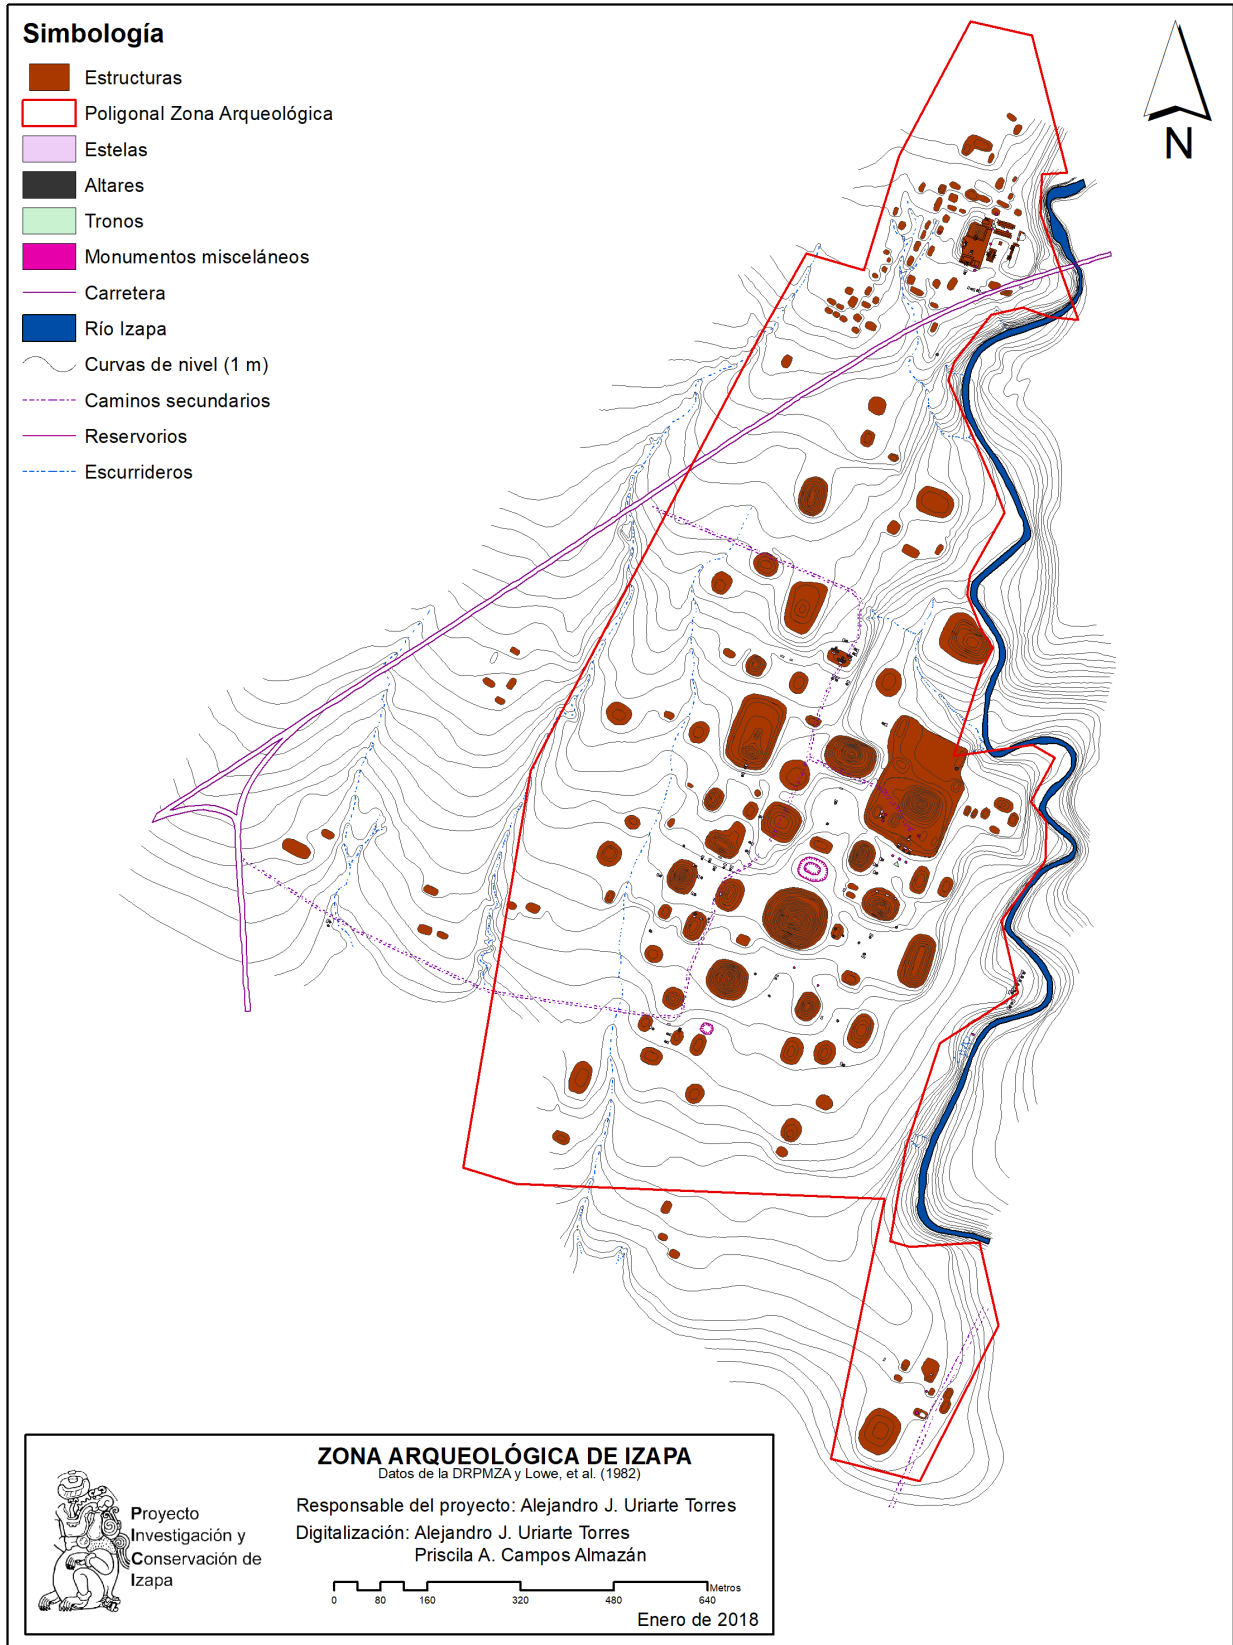 Simbología
Estructuras
Poligonal Zona Arqueológica
Estelas
Altares
Tronos
Monumentos misceláneos
Carretera
Río Izapa
Curvas de nivel (1 m)
Caminos secundarios
Reservorios
Escurrideros
N
ZONA ARQUEOLÓGICA DE IZAPA
Datos de la DRPMZA y Lowe, et al. (1982)
Responsable del proyecto: Alejandro J. Uriarte Torres
Digitalización: Alejandro J. Uriarte Torres
Priscila A. Campos Almazán
Proyecto
Investigación y
Conservación de
Izapa
Metros
0 80 160 320 480 640
Enero de 2018